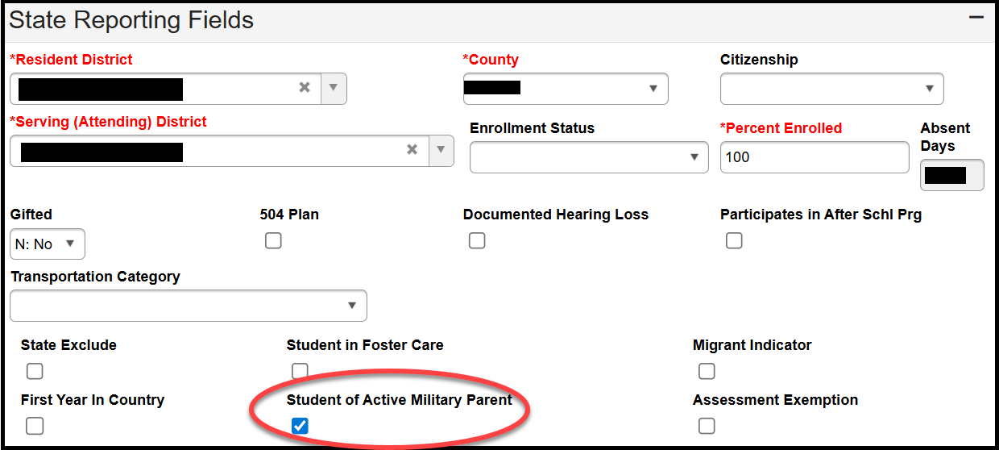 State Reporting Fields
*Resident District
*County
Citizenship
*Serving (Attending) District
Enrollment Status
*Percent Enrolled
Absent
Days
100
Gifted
504 Plan
Documented Hearing Loss
Participates in After Schl Prg
N: No
Transportation Category
State Exclude
Student in Foster Care
Migrant Indicator
First Year In Country
Student of Active Military Parent
Assessment Exemption